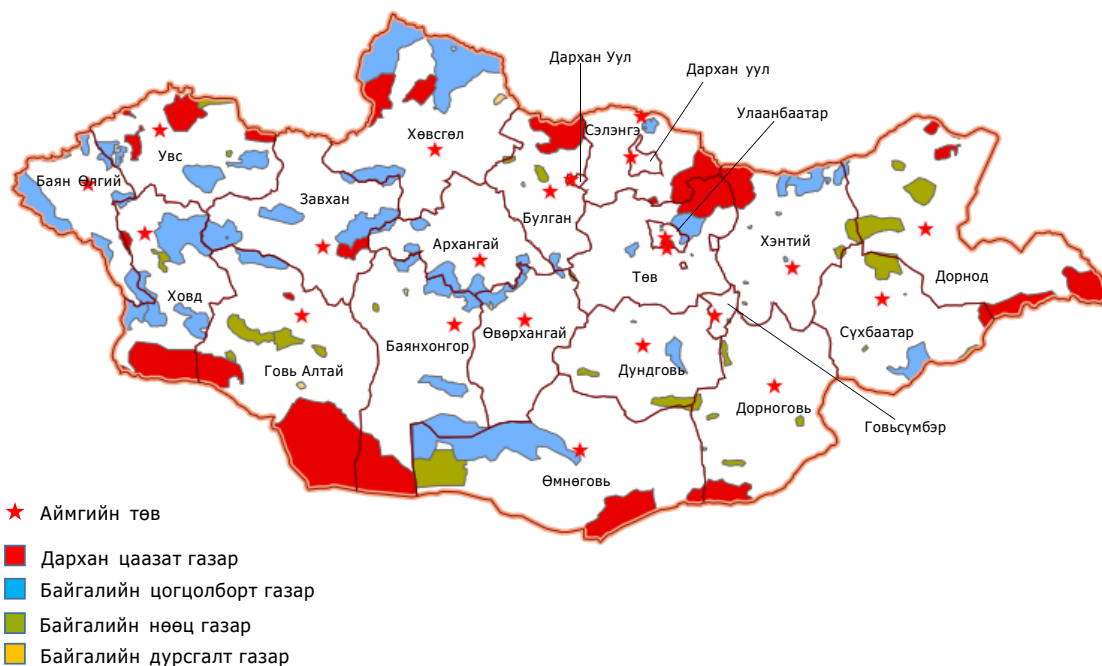 Дархан Уул
Дархан уул
Улаанбаатар
Сэлэнгэ
Хөвсгөл
Увс
Баян Өлгий
Завхан
Булган
Архангай
Хэнтий
Төв
Дорнод
Ховд
Өвөрхангай
Сүхбаатар
Баянхонгор
Говь Алтай
Дундговь
Дорноговь
Говьсүмбэр
Өмнөговь
Аймгийн төв
Дархан цаазат газар
Байгалийн цогцолборт газар
Байгалийн нөөц газар
Байгалийн дурсгалт газар